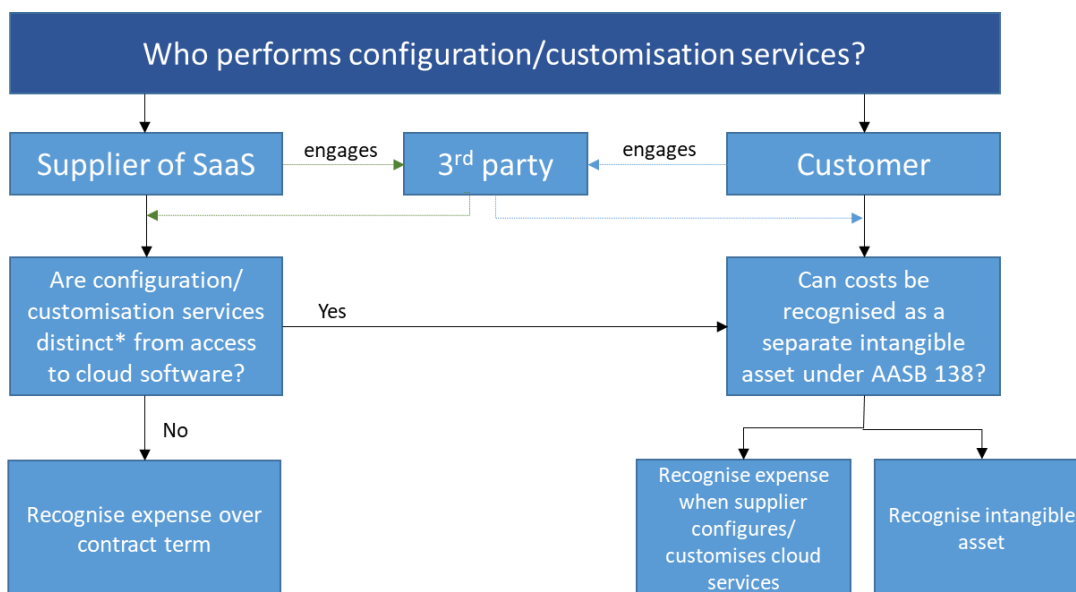 Who performs configuration/customisation services?
Supplier of SaaS
engages
3rd party
engages
Customer
Are configuration/
customisation services
distinct* from access
to cloud software?
Yes
Can costs be
recognised as a
separate intangible
asset under AASB 138?
No
Recognise expense over
contract term
Recognise expense
when supplier
configures/
customises cloud
services
Recognise intangible
asset